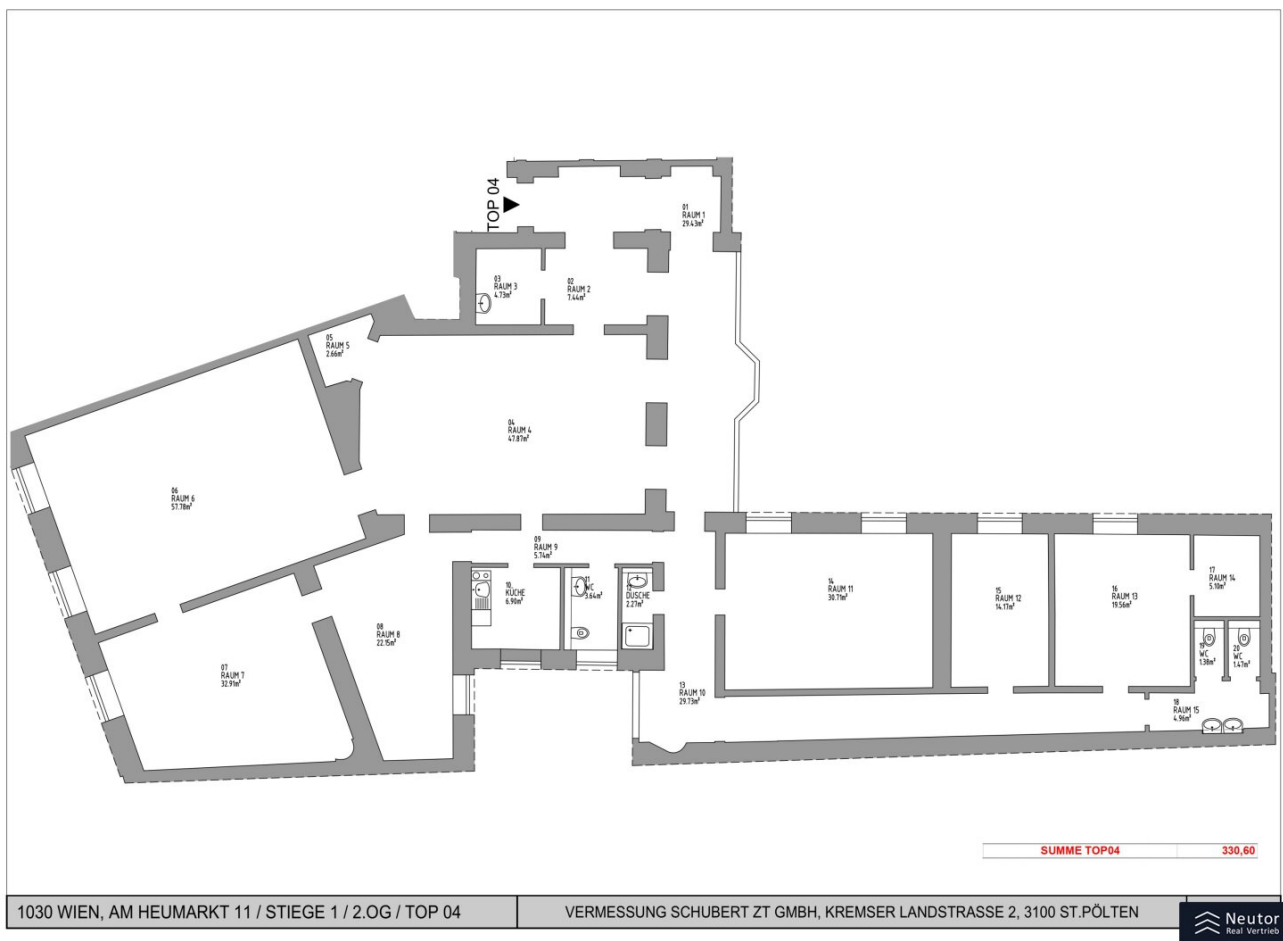 TOP 04
01
RAUM 1
29.43m²
03
RAUM 3
4.73m²
02
RAUM 2
7.44m²
05
RAUM 5
2.66m²
04
RAUM 4
47.87m²
06
RAUM 6
57.78m²
09
RAUM 9
5.74m²
10.
KÜCHE
6.90m²
11
WC
3.64m²
12
DUSCHE
2.27m²
14
RAUM 11
30.71m²
15
RAUM 12
14.17m²
16
RAUM 13
19.56m²
17
RAUM 14
5.10m²
08
RAUM 8
22.15m²
07
RAUM 7
32.91m²
19
WC
1.38m²
20
WC
1.47m²
13
RAUM 10
29.73m²
18
RAUM 15
4.96m²
SUMME TOP04 330,60
1030 WIEN, AM HEUMARKT 11 / STIEGE 1 / 2.OG / TOP 04
VERMESSUNG SCHUBERT ZT GMBH, KREMSER LANDSTRASSE 2, 3100 ST.PÖLTEN
Neutor
Real Vertrieb